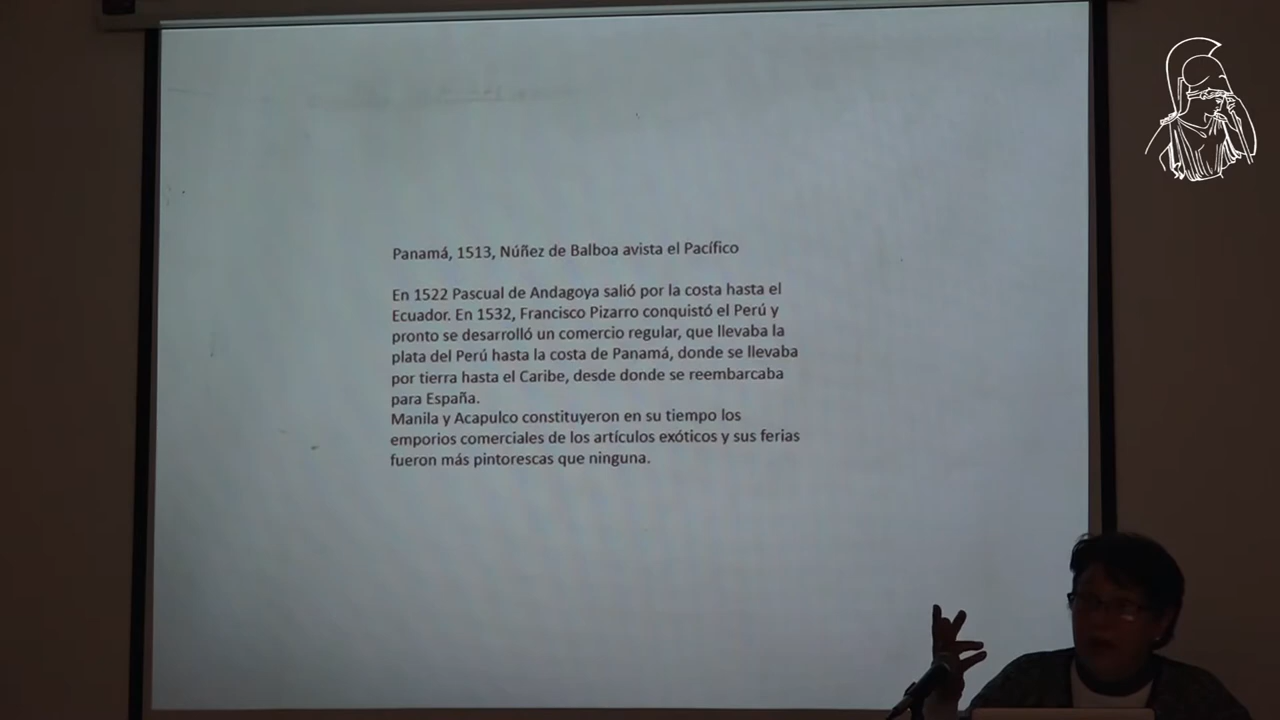 Panamá, 1513, Núñez de Balboa avista el Pacífico
En 1522 Pascual de Andagoya salió por la costa hasta el
Ecuador. En 1532, Francisco Pizarro conquistó el Perú y
pronto se desarrolló un comercio regular, que llevaba la
plata del Perú hasta la costa de Panamá, donde se llevaba
por tierra hasta el Caribe, desde donde se reembarcaba
para España.
Manila y Acapulco constituyeron en su tiempo los
emporios comerciales de los artículos exóticos y sus ferias
fueron más pintorescas que ninguna.